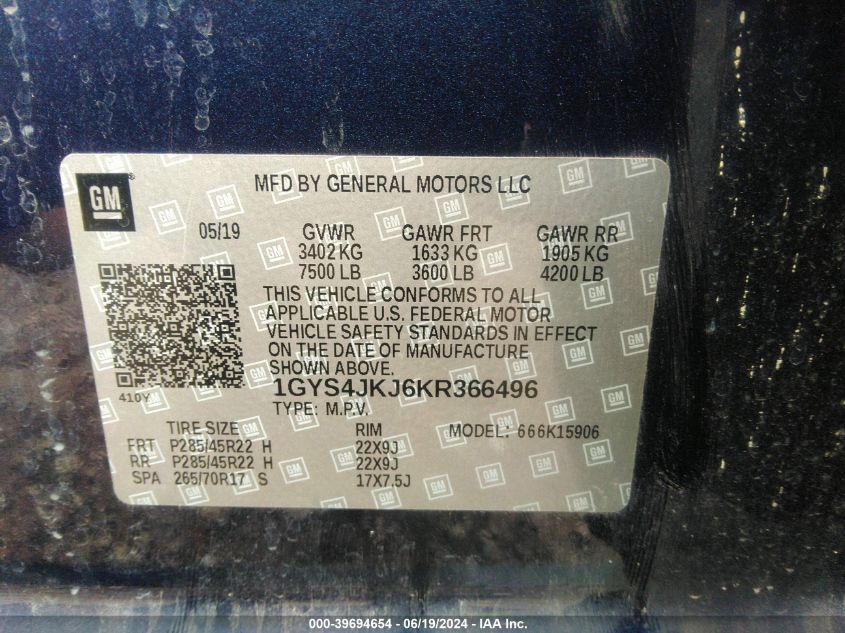 GM
MFD BY GENERAL MOTORS LLC
05/19 GVWR GAWR FRT GAWR RR
3402 KG 1633 KG 1905 KG
7500 LB 3600 LB 4200 LB
THIS VEHICLE CONFORMS TO ALL
APPLICABLE U.S. FEDERAL MOTOR
VEHICLE SAFETY STANDARDS IN EFFECT
ON THE DATE OF MANUFACTURE
SHOWN ABOVE.
1GYS4JKJ6KR366496
410Y TYPE: M.P.V.
TIRE SIZE RIM MODEL: 666K15906
FRT P285/45R22 H 22X9J
RR P285/45R22 H 22X9J
SPA 265/70R17 S 17X7.5J
000-39694654 - 06/19/2024 - IAA Inc.